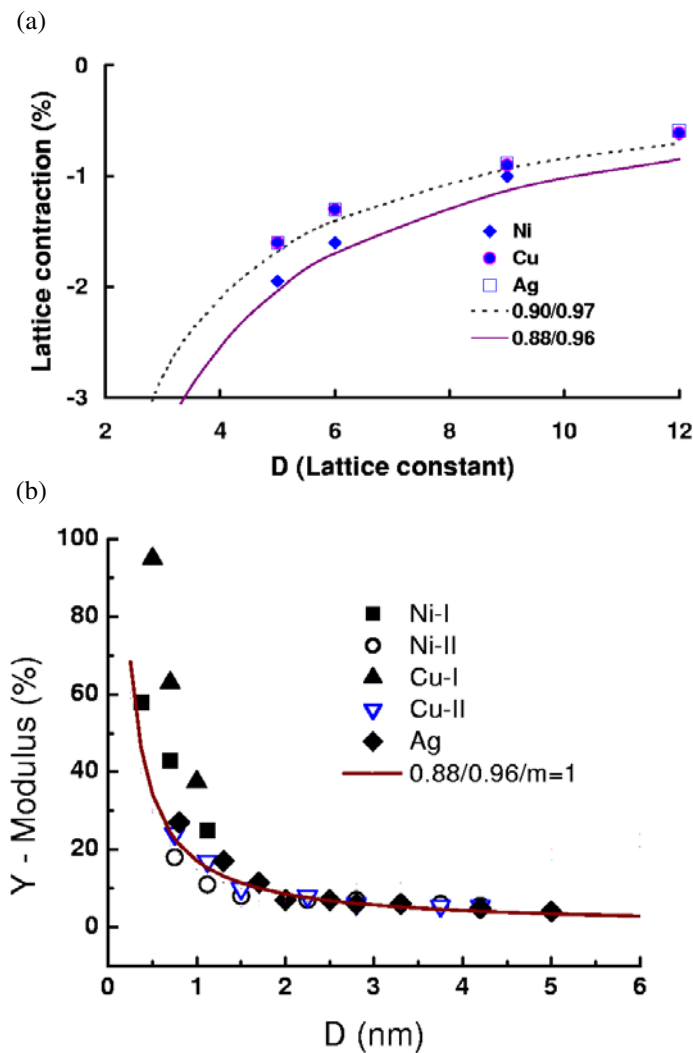 (a)
0
-1
-2
-3
2 4 6 8 10 12
Lattice contraction (%)
D (Lattice constant)
Ni
Cu
Ag
0.90/0.97
0.88/0.96
(b)
100
80
60
40
20
0
0 1 2 3 4 5 6
Y - Modulus (%)
D (nm)
Ni-I
Ni-II
Cu-I
Cu-II
Ag
0.88/0.96/m=1